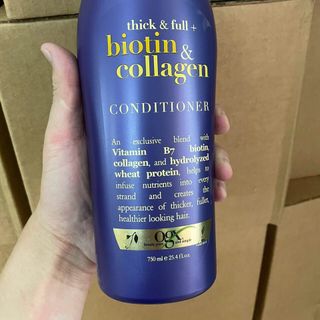 thick & full +
biotin &
collagen
CONDITIONER
An exclusive blend with
Vitamin B7 biotin,
collagen, and hydrolyzed
wheat protein, helps to
infuse nutrients into every
strand and creates the
appearance of thicker, fuller,
healthier looking hair.
ogx
750 ml e 25.4 fl. oz.